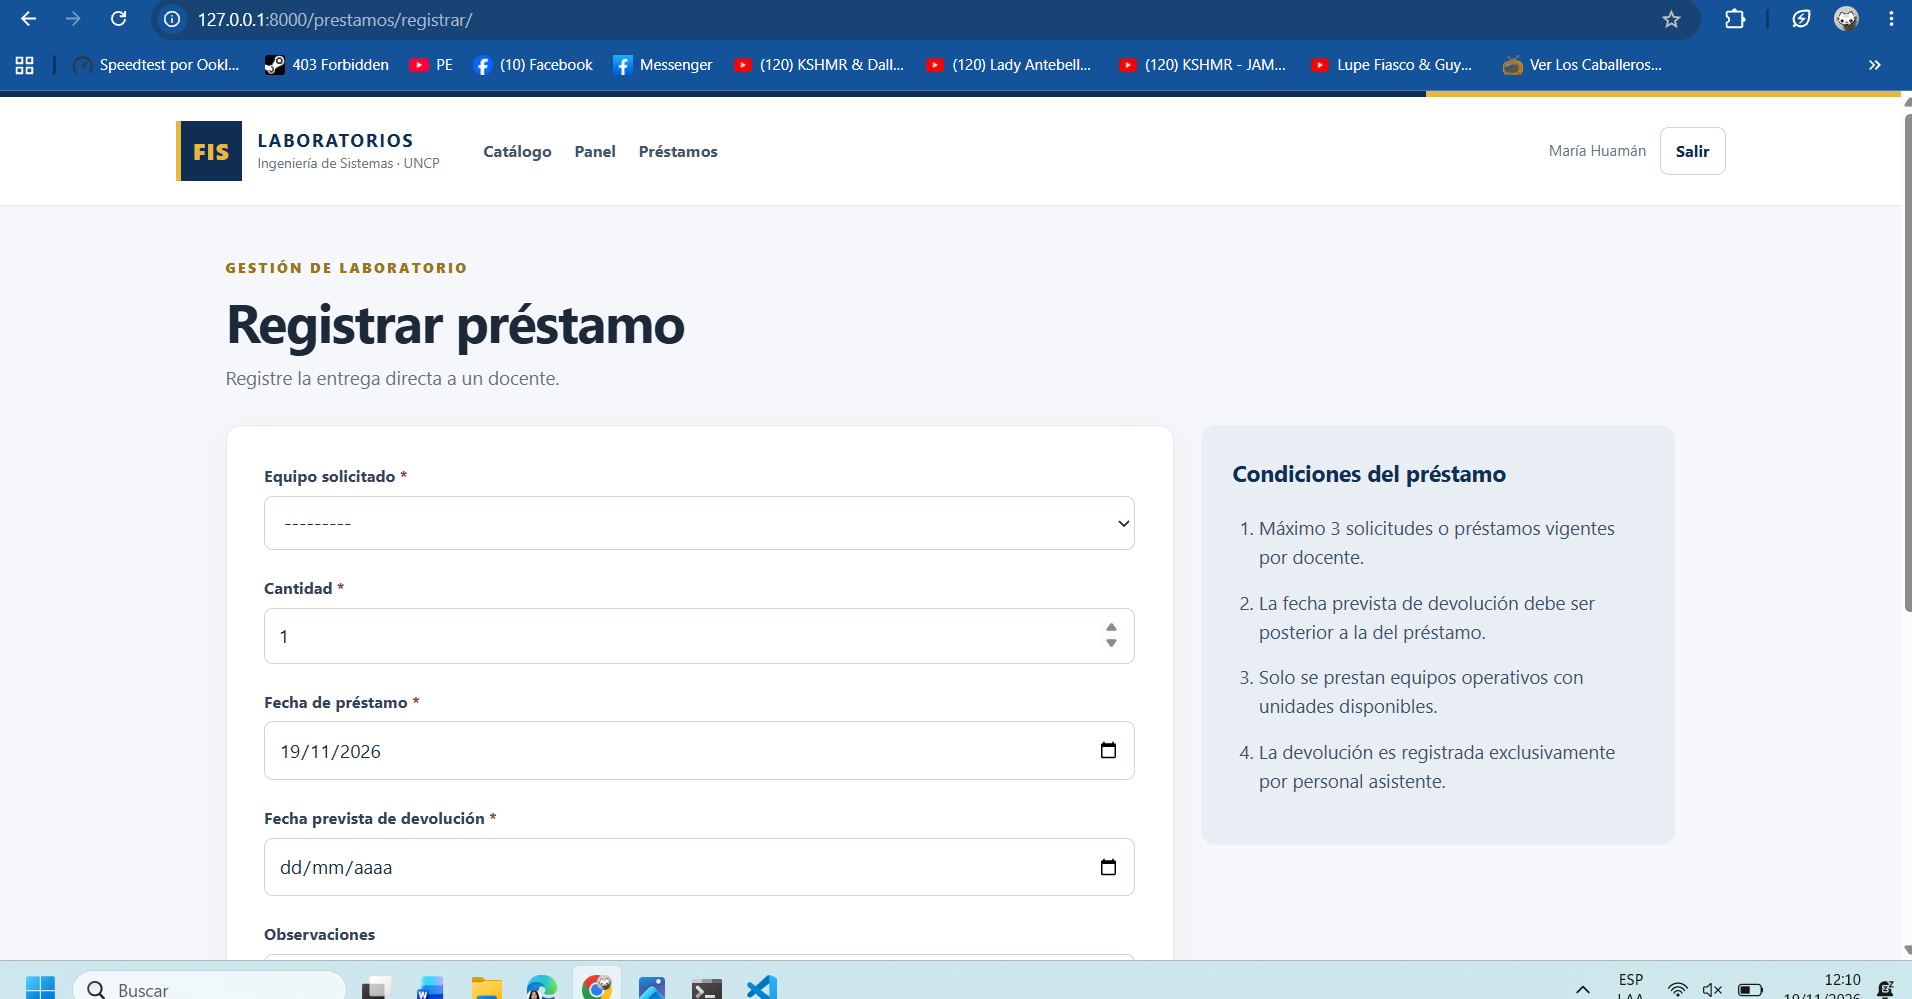 127.0.0.1:8000/prestamos/registrar/
Speedtest por Ookl...
403 Forbidden
PE
(10) Facebook
Messenger
(120) KSHMR & Dall...
(120) Lady Antebell...
(120) KSHMR - JAM...
Lupe Fiasco & Guy...
Ver Los Caballeros...
»
FIS
LABORATORIOS
Ingeniería de Sistemas · UNCP
Catálogo
Panel
Préstamos
María Huamán
Salir
GESTIÓN DE LABORATORIO
Registrar préstamo
Registre la entrega directa a un docente.
Equipo solicitado *
---------
Cantidad *
1
Fecha de préstamo *
19/11/2026
Fecha prevista de devolución *
dd/mm/aaaa
Observaciones
Condiciones del préstamo
1. Máximo 3 solicitudes o préstamos vigentes
por docente.
2. La fecha prevista de devolución debe ser
posterior a la del préstamo.
3. Solo se prestan equipos operativos con
unidades disponibles.
4. La devolución es registrada exclusivamente
por personal asistente.
Buscar
ESP
LAA
12:10
19/11/2026